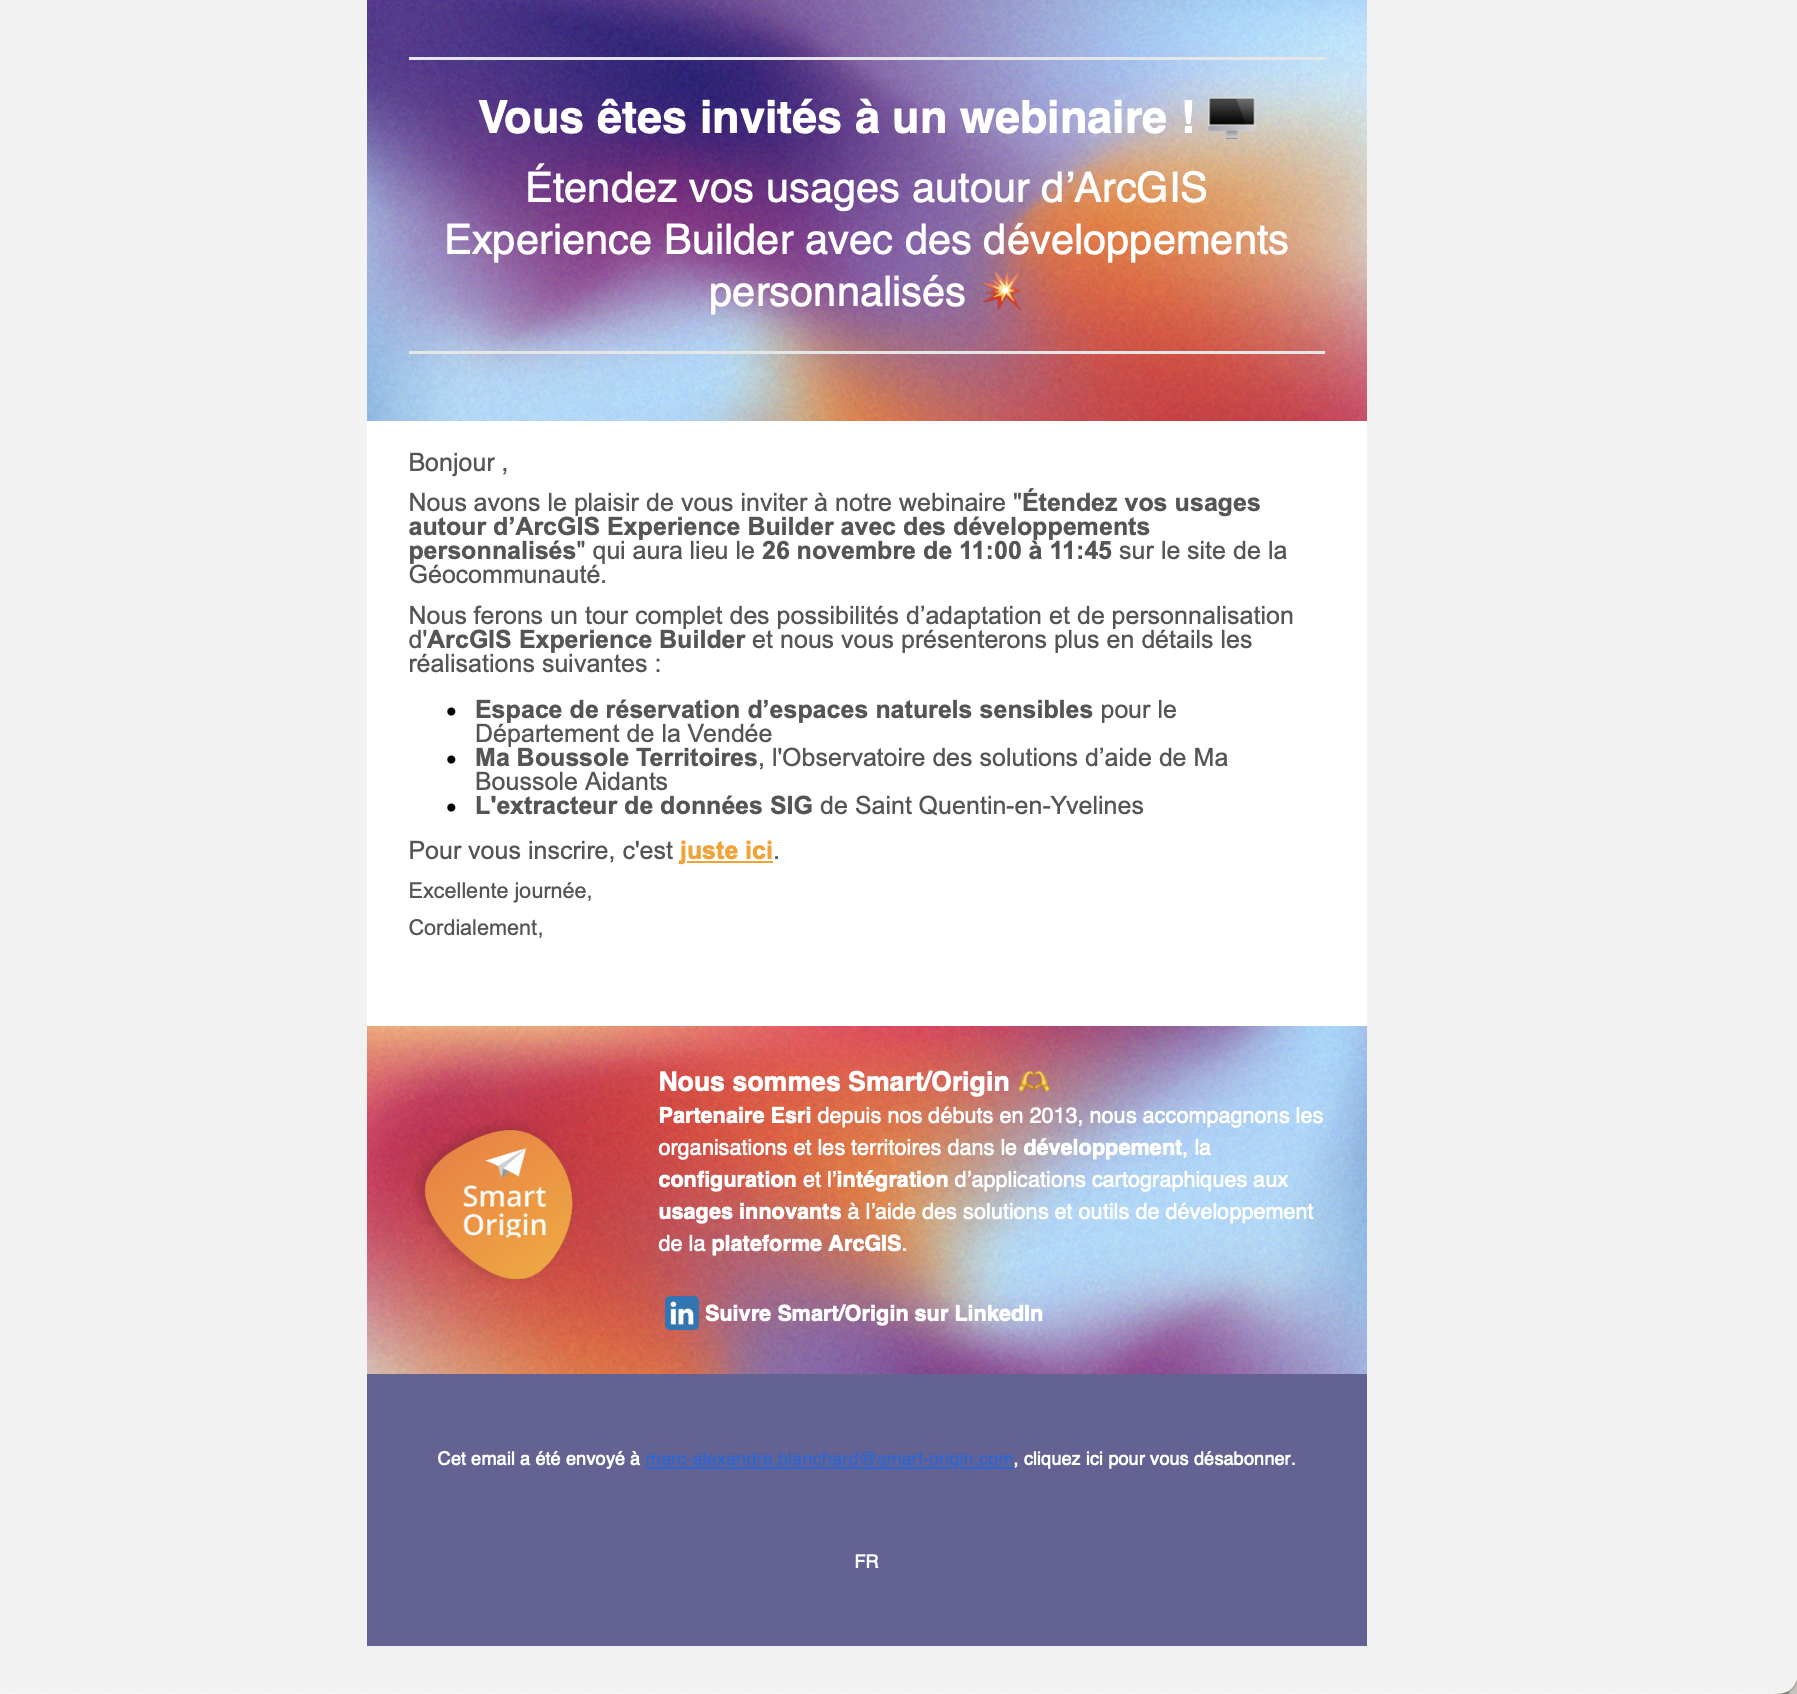 Vous êtes invités à un webinaire ! 🖥️
Étendez vos usages autour d’ArcGIS
Experience Builder avec des développements
personnalisés 💥
Bonjour ,
Nous avons le plaisir de vous inviter à notre webinaire "Étendez vos usages
autour d’ArcGIS Experience Builder avec des développements
personnalisés" qui aura lieu le 26 novembre de 11:00 à 11:45 sur le site de la
Géocommunauté.
Nous ferons un tour complet des possibilités d’adaptation et de personnalisation
d'ArcGIS Experience Builder et nous vous présenterons plus en détails les
réalisations suivantes :
• Espace de réservation d’espaces naturels sensibles pour le
Département de la Vendée
• Ma Boussole Territoires, l'Observatoire des solutions d’aide de Ma
Boussole Aidants
• L'extracteur de données SIG de Saint Quentin-en-Yvelines
Pour vous inscrire, c'est juste ici.
Excellente journée,
Cordialement,
Smart
Origin
Nous sommes Smart/Origin 🫶
Partenaire Esri depuis nos débuts en 2013, nous accompagnons les
organisations et les territoires dans le développement, la
configuration et l’intégration d’applications cartographiques aux
usages innovants à l’aide des solutions et outils de développement
de la plateforme ArcGIS.
in Suivre Smart/Origin sur LinkedIn
Cet email a été envoyé à marc-alexandre.blanchard@smart-origin.com, cliquez ici pour vous désabonner.
FR